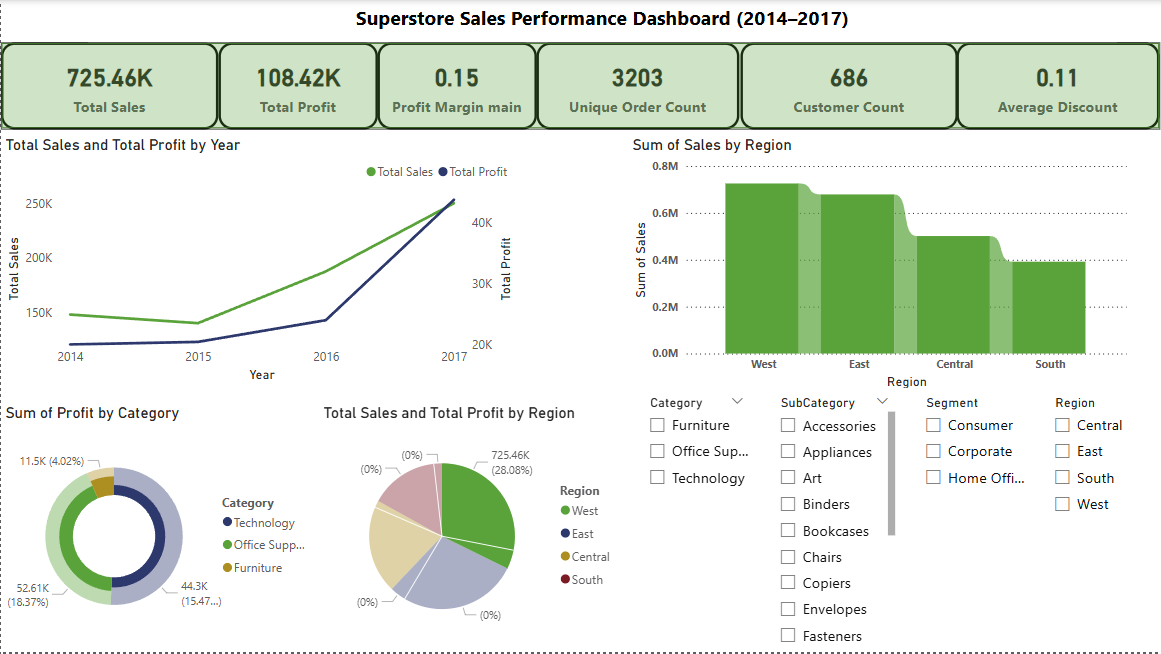 Superstore Sales Performance Dashboard (2014–2017)
725.46K
Total Sales
108.42K
Total Profit
0.15
Profit Margin main
3203
Unique Order Count
686
Customer Count
0.11
Average Discount
Total Sales and Total Profit by Year
Total Sales Total Profit
250K
200K
150K
Total Sales
40K
30K
20K
Total Profit
2014 2015 2016 2017
Year
Sum of Sales by Region
0.8M
0.6M
0.4M
0.2M
0.0M
Sum of Sales
West East Central South
Region
Sum of Profit by Category
11.5K (4.02%)
52.61K
(18.37%)
44.3K
(15.47...)
Category
Technology
Office Supp...
Furniture
Total Sales and Total Profit by Region
(0%)
(0%)
725.46K
(28.08%)
(0%)
(0%)
Region
West
East
Central
South
Category
Furniture
Office Sup...
Technology
SubCategory
Accessories
Appliances
Art
Binders
Bookcases
Chairs
Copiers
Envelopes
Fasteners
Segment
Consumer
Corporate
Home Offi...
Region
Central
East
South
West